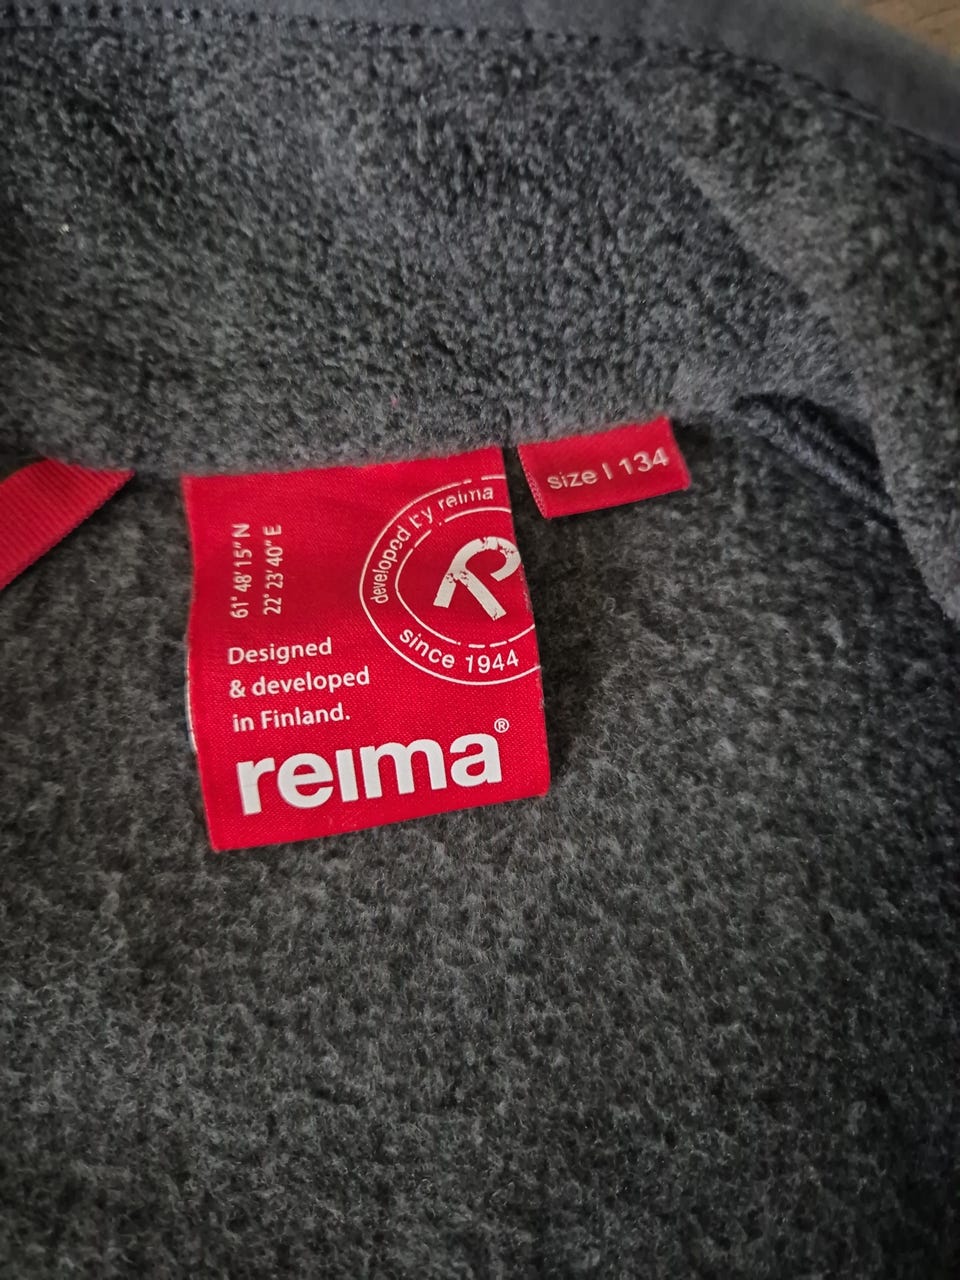 61° 48' 15" N
22° 23' 40" E
developed by reima
since 1944
Designed
& developed
in Finland.
reima®
size | 134